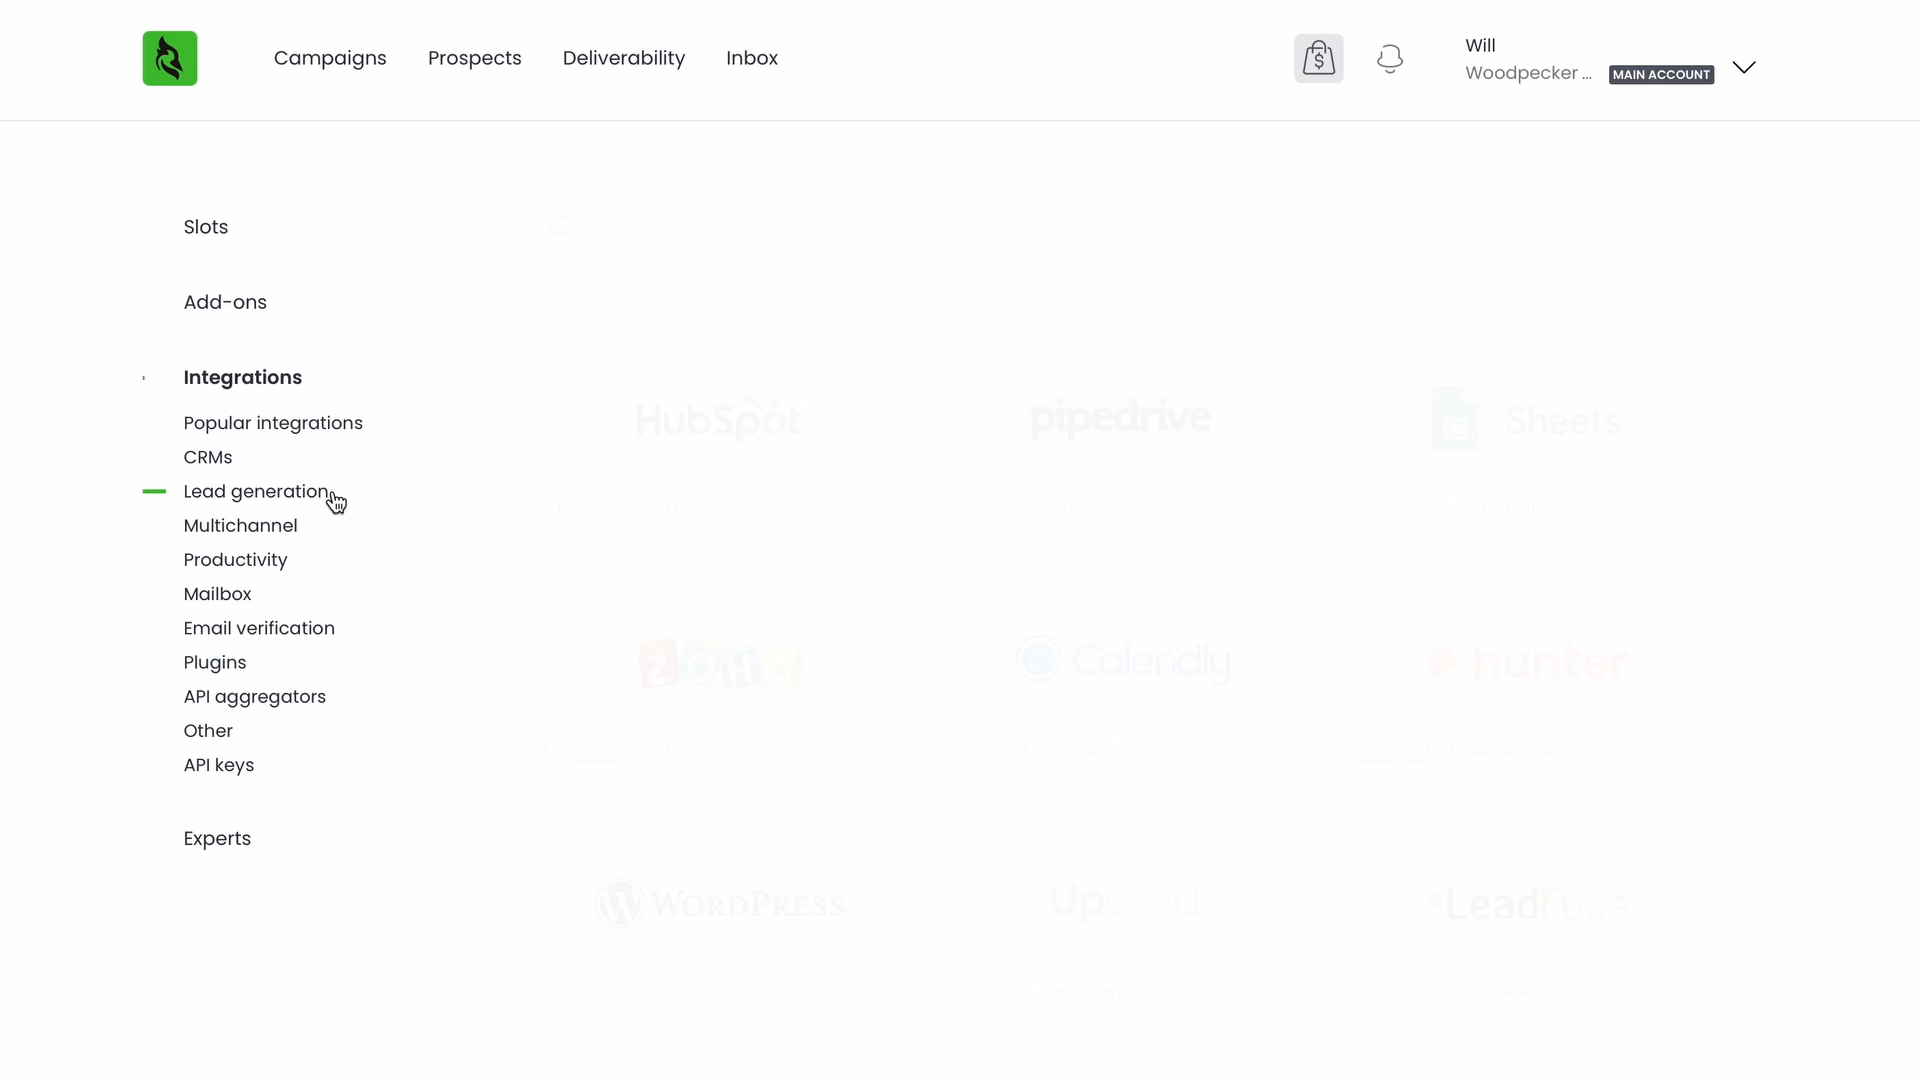 Campaigns
Prospects
Deliverability
Inbox
Will
Woodpecker ...
MAIN ACCOUNT
Slots
Add-ons
Integrations
Popular integrations
CRMs
Lead generation
Multichannel
Productivity
Mailbox
Email verification
Plugins
API aggregators
Other
API keys
Experts
HubSpot
pipedrive
Sheets
ZOHO
Calendly
hunter
WORDPRESS
UpLead
LeadFuze